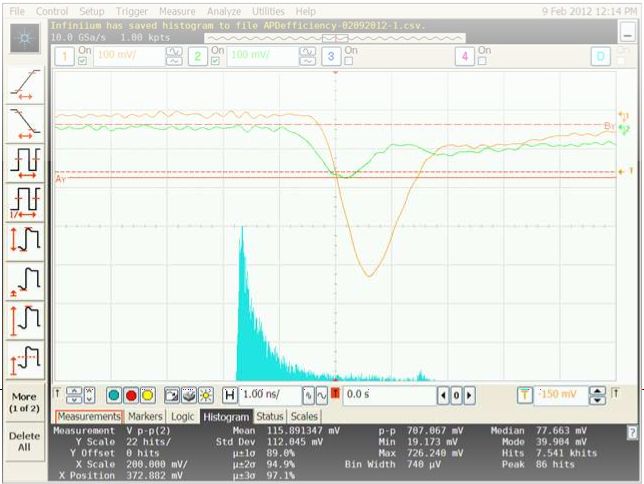 File Control Setup Trigger Measure Analyze Utilities Help 9 Feb 2012 12:14 PM
Infiniium has saved histogram to file APDefficiency-02092012-1.csv.
10.0 GSa/s 1.00 kpts
1 On 100 mV/ 2 On 100 mV/ 3 On 4 On
By
Ay
1/
More
(1 of 2)
Delete
All
T H 1.00 ns/ 0.0 s 0 T -150 mV T
Measurements Markers Logic Histogram Status Scales
Measurement V p-p(2) Mean 115.891347 mV p-p 707.067 mV Median 77.663 mV
Y Scale 22 hits/ Std Dev 112.045 mV Min 19.173 mV Mode 39.904 mV
Y Offset 0 hits μ±1σ 89.0% Max 726.240 mV Hits 7.541 khits
X Scale 200.000 mV/ μ±2σ 94.9% Bin Width 740 μV Peak 86 hits
X Position 372.882 mV μ±3σ 97.1%
?